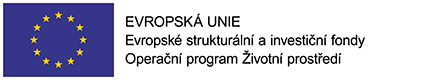 EVROPSKÁ UNIE
Evropské strukturální a investiční fondy
Operační program Životní prostředí